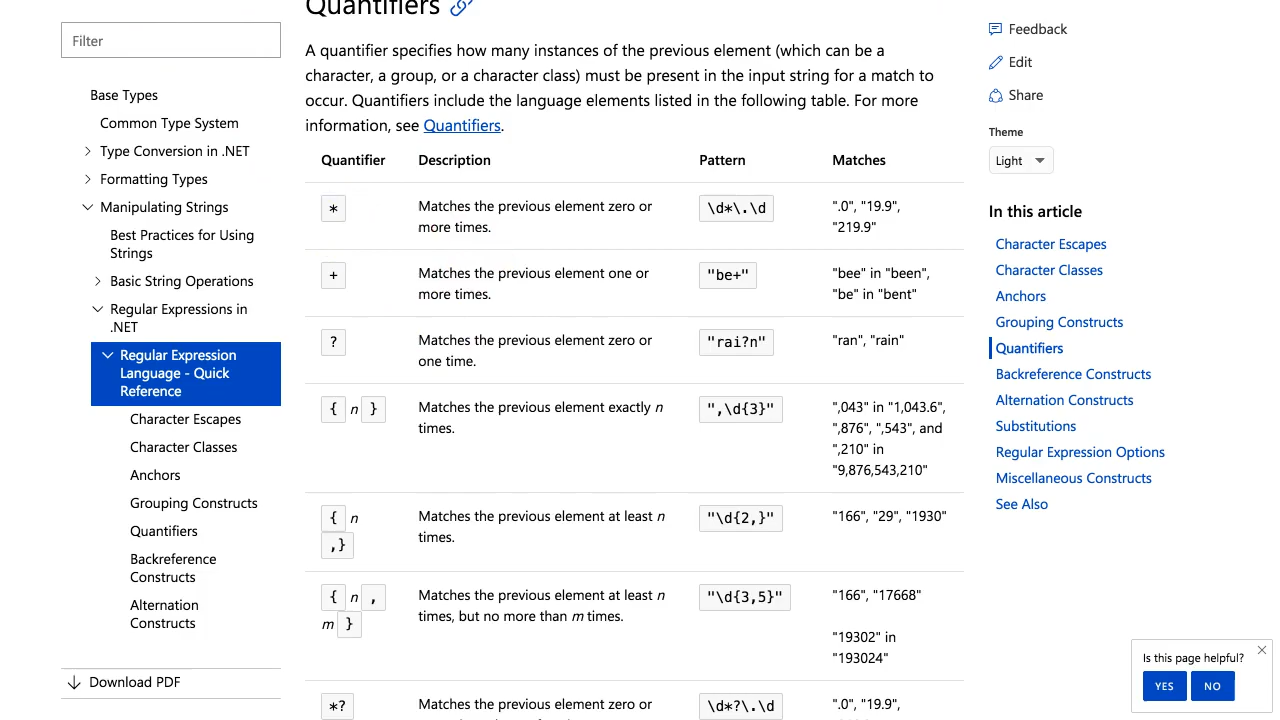 Filter
Base Types
Common Type System
Type Conversion in .NET
Formatting Types
Manipulating Strings
Best Practices for Using
Strings
Basic String Operations
Regular Expressions in
.NET
Regular Expression
Language - Quick
Reference
Character Escapes
Character Classes
Anchors
Grouping Constructs
Quantifiers
Backreference
Constructs
Alternation
Constructs
Download PDF
Quantifiers
A quantifier specifies how many instances of the previous element (which can be a
character, a group, or a character class) must be present in the input string for a match to
occur. Quantifiers include the language elements listed in the following table. For more
information, see Quantifiers.
Quantifier Description Pattern Matches
* Matches the previous element zero or \d*\.\d ".0", "19.9",
more times. "219.9"
+ Matches the previous element one or "be+" "bee" in "been",
more times. "be" in "bent"
? Matches the previous element zero or "rai?n" "ran", "rain"
one time.
{ n } Matches the previous element exactly n ",\d{3}" ",043" in "1,043.6",
times. ",876", ",543", and
",210" in
"9,876,543,210"
{ n Matches the previous element at least n "\d{2,}" "166", "29", "1930"
,} times.
{ n , Matches the previous element at least n "\d{3,5}" "166", "17668"
m } times, but no more than m times.
"19302" in
"193024"
*? Matches the previous element zero or \d*?\.\d ".0", "19.9",
Feedback
Edit
Share
Theme
Light
In this article
Character Escapes
Character Classes
Anchors
Grouping Constructs
Quantifiers
Backreference Constructs
Alternation Constructs
Substitutions
Regular Expression Options
Miscellaneous Constructs
See Also
Is this page helpful?
YES NO